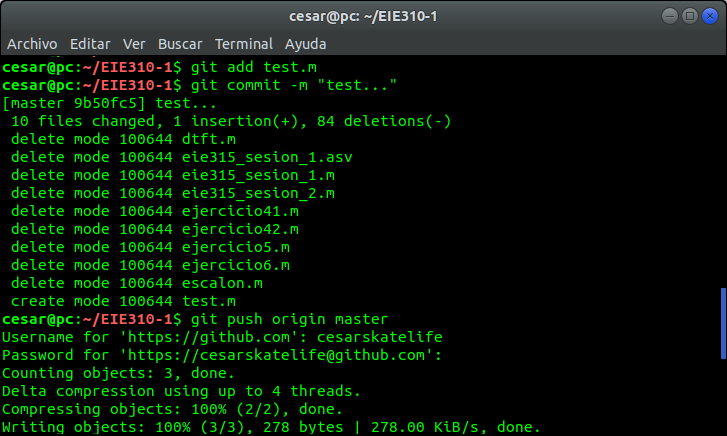 cesar@pc: ~/EIE310-1
Archivo Editar Ver Buscar Terminal Ayuda
cesar@pc:~/EIE310-1$ git add test.m
cesar@pc:~/EIE310-1$ git commit -m "test..."
[master 9b50fc5] test...
10 files changed, 1 insertion(+), 84 deletions(-)
delete mode 100644 dtft.m
delete mode 100644 eie315_sesion_1.asv
delete mode 100644 eie315_sesion_1.m
delete mode 100644 eie315_sesion_2.m
delete mode 100644 ejercicio41.m
delete mode 100644 ejercicio42.m
delete mode 100644 ejercicio5.m
delete mode 100644 ejercicio6.m
delete mode 100644 escalon.m
create mode 100644 test.m
cesar@pc:~/EIE310-1$ git push origin master
Username for 'https://github.com': cesarskatelife
Password for 'https://cesarskatelife@github.com':
Counting objects: 3, done.
Delta compression using up to 4 threads.
Compressing objects: 100% (2/2), done.
Writing objects: 100% (3/3), 278 bytes | 278.00 KiB/s, done.